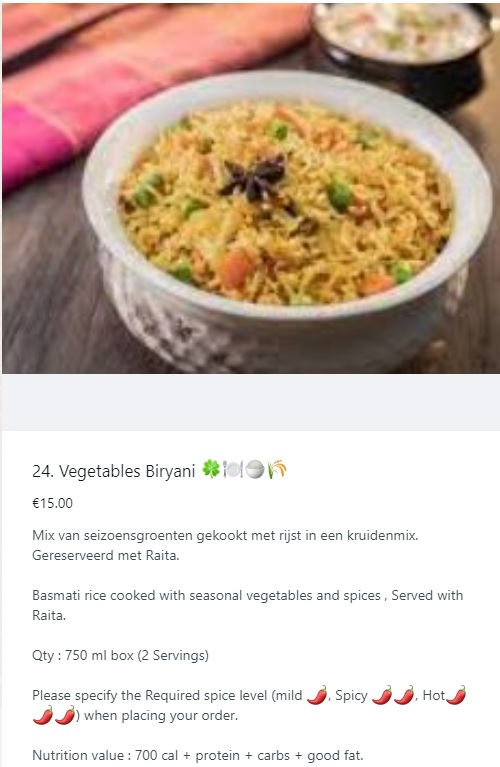 24. Vegetables Biryani 🍀🍽️🍚🌾
€15.00
Mix van seizoensgroenten gekookt met rijst in een kruidenmix.
Gereserveerd met Raita.
Basmati rice cooked with seasonal vegetables and spices , Served with
Raita.
Qty : 750 ml box (2 Servings)
Please specify the Required spice level (mild 🌶️, Spicy 🌶️🌶️, Hot🌶️
🌶️🌶️) when placing your order.
Nutrition value : 700 cal + protein + carbs + good fat.